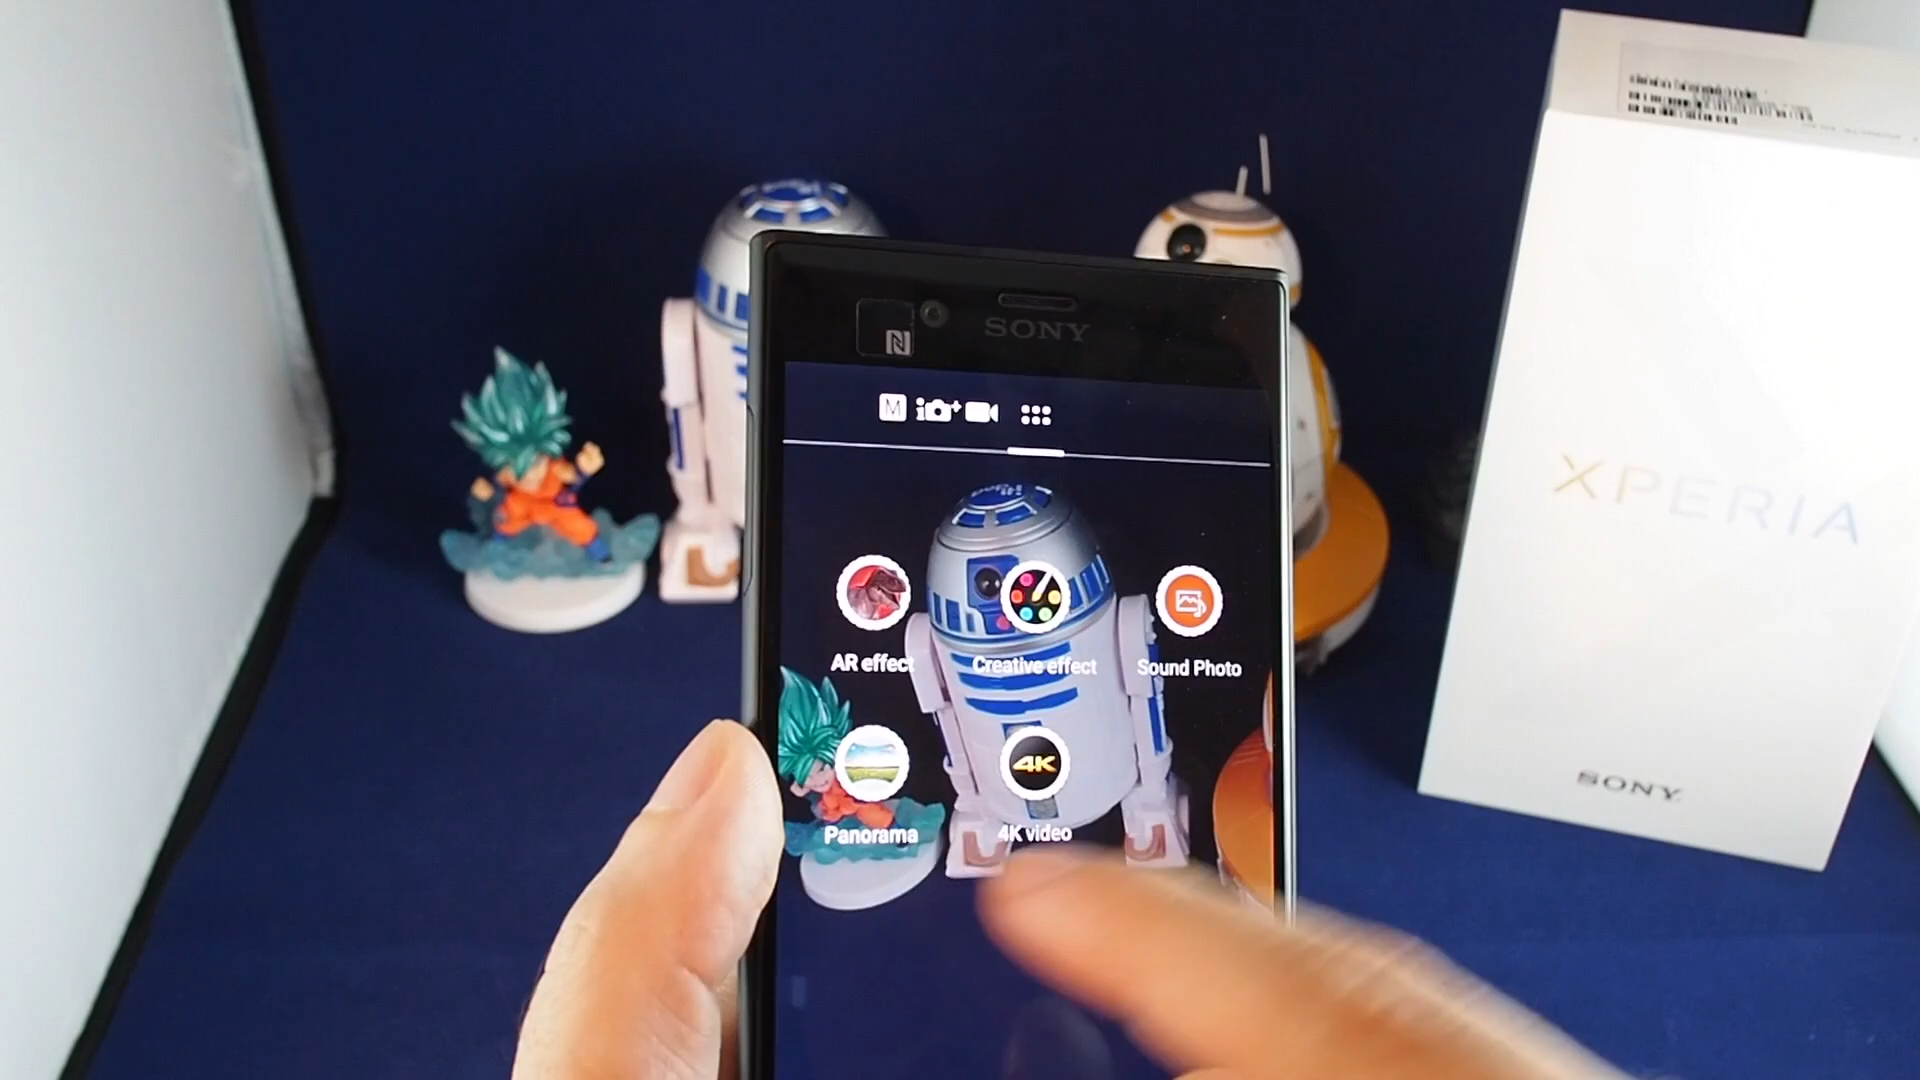 SONY
M
AR effect
Creative effect
Sound Photo
Panorama
4K
4K video
XPERIA
SONY